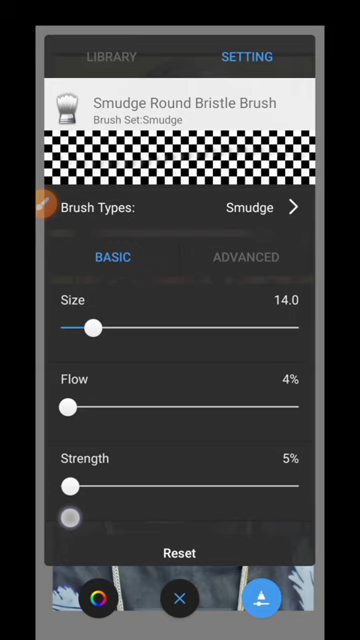 LIBRARY SETTING
Smudge Round Bristle Brush
Brush Set:Smudge
Brush Types: Smudge
BASIC ADVANCED
Size 14.0
Flow 4%
Strength 5%
Reset